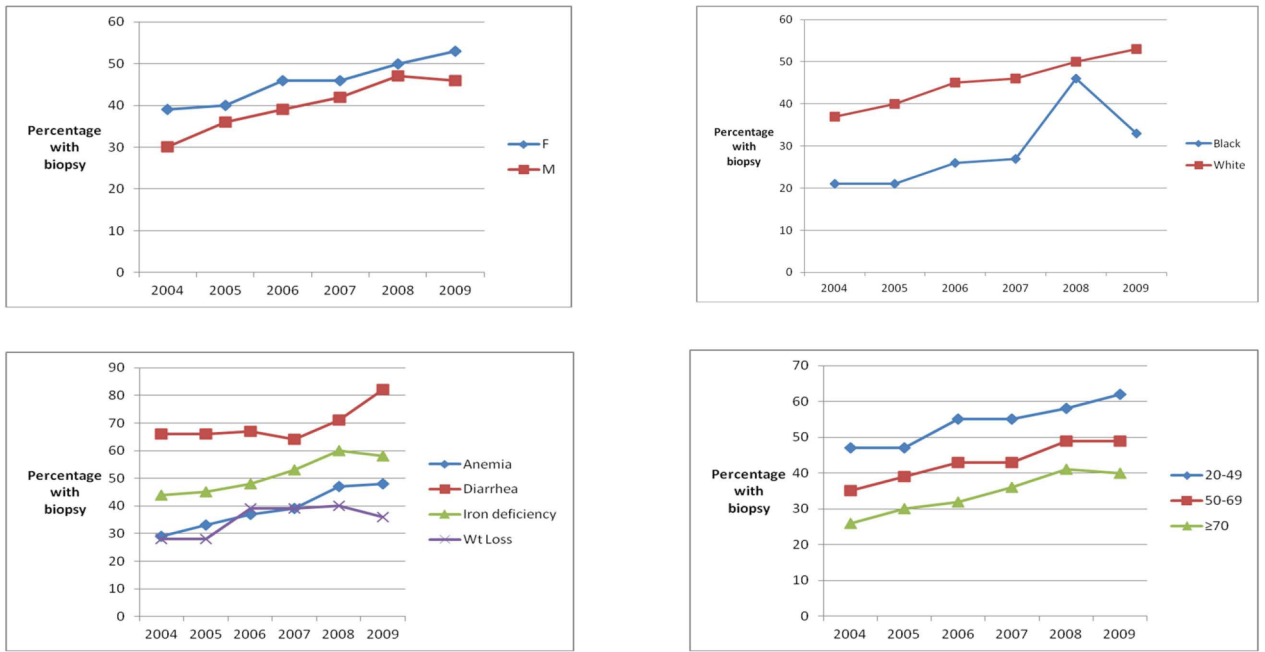 60
50
40
30
20
10
0
Percentage
with
biopsy
2004 2005 2006 2007 2008 2009
F
M
60
50
40
30
20
10
0
Percentage
with
biopsy
2004 2005 2006 2007 2008 2009
Black
White
90
80
70
60
50
40
30
20
10
0
Percentage
with
biopsy
2004 2005 2006 2007 2008 2009
Anemia
Diarrhea
Iron deficiency
Wt Loss
70
60
50
40
30
20
10
0
Percentage
with
biopsy
2004 2005 2006 2007 2008 2009
20-49
50-69
≥70